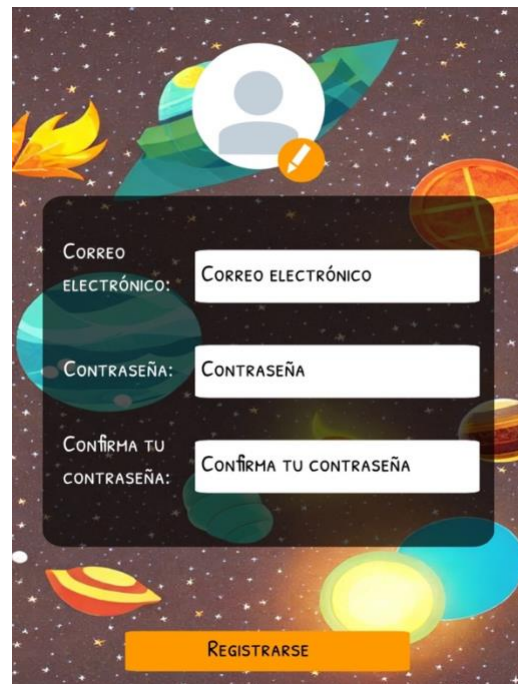 CORREO
ELECTRÓNICO:
CORREO ELECTRÓNICO
CONTRASEÑA:
CONTRASEÑA
CONFIRMA TU
CONTRASEÑA:
CONFIRMA TU CONTRASEÑA
REGISTRARSE